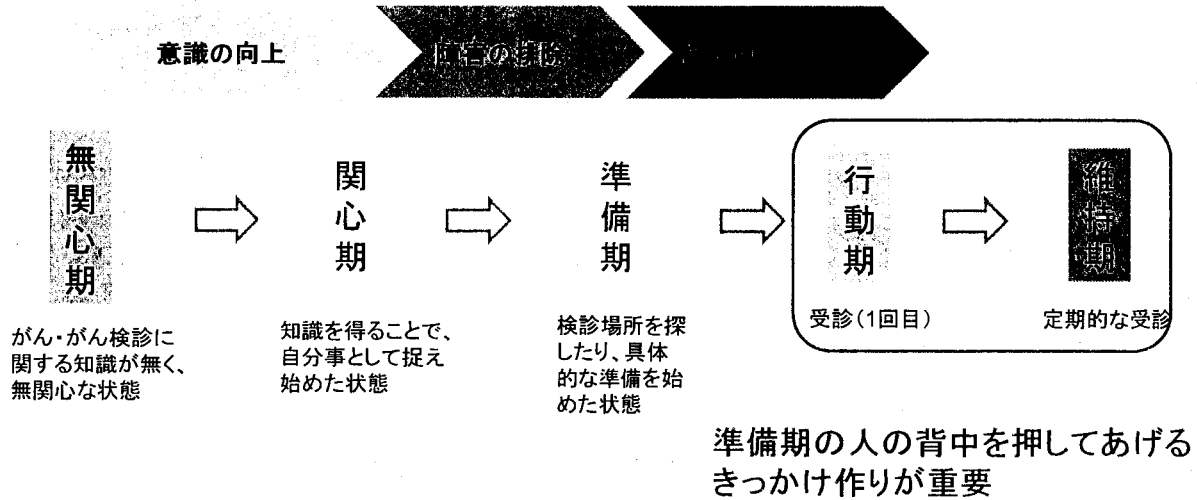 意識の向上
障害の排除
無関心期
関心期
準備期
行動期
維持期
がん・がん検診に
関する知識が無く、
無関心な状態
知識を得ることで、
自分事として捉え
始めた状態
検診場所を探
したり、具体
的な準備を始
めた状態
受診(1回目)
定期的な受診
準備期の人の背中を押してあげる
きっかけ作りが重要